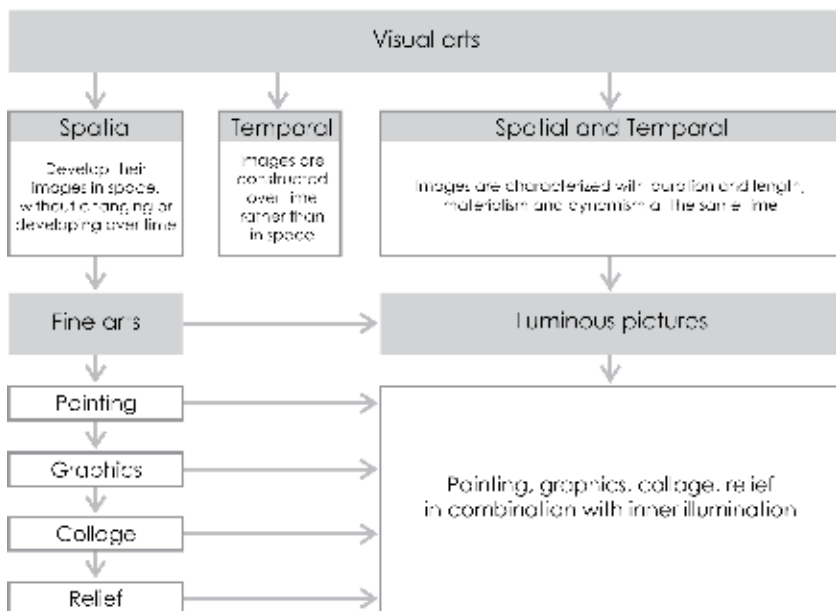 Visual arts
Spatia
Develop their
images in space,
without changing or
developing over time
Temporal
Images are
constructed
over time
rather than
in space
Spatial and Temporal
Images are characterized with duration and length,
materialism and dynamism a the same time
Fine arts
Luminous pictures
Painting
Graphics
Collage
Relief
Painting, graphics, collage, relief
in combination with inner illumination